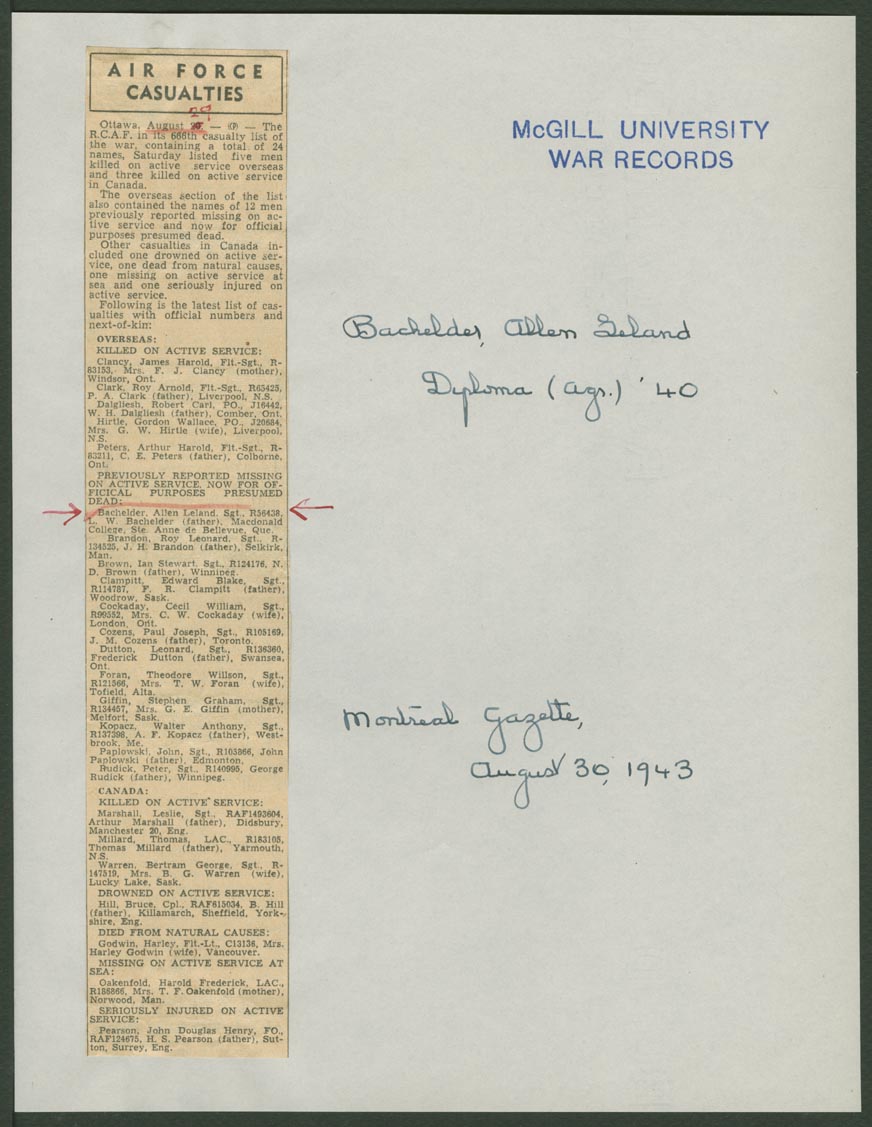 AIR FORCE
CASUALTIES
29
Ottawa, August — (CP) — The
R.C.A.F. in its 666th casualty list of
the war, containing a total of 24
names, Saturday listed five men
killed on active service overseas
and three killed on active service
in Canada.
The overseas section of the list
also contained the names of 12 men
previously reported missing on ac-
tive service and now for official
purposes presumed dead.
Other casualties in Canada in-
cluded one drowned on active ser-
vice, one dead from natural causes,
one missing on active service at
sea and one seriously injured on
active service.
Following is the latest list of cas-
ualties with official numbers and
next-of-kin:
OVERSEAS:
KILLED ON ACTIVE SERVICE:
Clancy, James Harold, Flt.-Sgt., R-
83153, Mrs. F. J. Clancy (mother),
Windsor, Ont.
Clark, Roy Arnold, Flt.-Sgt., R65425,
P. A. Clark (father), Liverpool, N.S.
Dalgliesh, Robert Carl, PO., J16442,
W. H. Dalgliesh (father), Comber, Ont.
Hirtle, Gordon Wallace, PO., J20684,
Mrs. G. W. Hirtle (wife), Liverpool,
N.S.
Peters, Arthur Harold, Flt.-Sgt., R-
83211, C. E. Peters (father), Colborne,
Ont.
PREVIOUSLY REPORTED MISSING
ON ACTIVE SERVICE, NOW FOR OF-
FICICAL PURPOSES PRESUMED
DEAD:
Bachelder, Allen Leland, Sgt., R56438,
L. W. Bachelder (father), Macdonald
College, Ste. Anne de Bellevue, Que.
Brandon, Roy Leonard, Sgt., R-
134525, J. H. Brandon (father), Selkirk,
Man.
Brown, Ian Stewart, Sgt., R124176, N.
D. Brown (father), Winnipeg.
Clampitt, Edward Blake, Sgt.,
R114787, F. R. Clampitt (father),
Woodrow, Sask.
Cockaday, Cecil William, Sgt.,
R99552, Mrs. C. W. Cockaday (wife),
London, Ont.
Cozens, Paul Joseph, Sgt., R105169,
J. M. Cozens (father), Toronto.
Dutton, Leonard, Sgt., R136360,
Frederick Dutton (father), Swansea,
Ont.
Foran, Theodore Willson, Sgt.,
R121566, Mrs. T. W. Foran (wife),
Tofield, Alta.
Giffin, Stephen Graham, Sgt.,
R134457, Mrs. G. E. Giffin (mother),
Melfort, Sask.
Kopacz, Walter Anthony, Sgt.,
R137398, A. F. Kopacz (father), West-
brook, Me.
Paplowski, John, Sgt., R103866, John
Paplowski (father), Edmonton.
Rudick, Peter, Sgt., R140995, George
Rudick (father), Winnipeg.
CANADA:
KILLED ON ACTIVE SERVICE:
Marshall, Leslie, Sgt., RAF1493604,
Arthur Marshall (father), Didsbury,
Manchester 20, Eng.
Millard, Thomas, LAC., R183105,
Thomas Millard (father), Yarmouth,
N.S.
Warren, Bertram George, Sgt., R-
147519, Mrs. B. G. Warren (wife),
Lucky Lake, Sask.
DROWNED ON ACTIVE SERVICE:
Hill, Bruce, Cpl., RAF615034, B. Hill
(father), Killamarch, Sheffield, York-
shire, Eng.
DIED FROM NATURAL CAUSES:
Godwin, Harley, Flt.-Lt., C13136, Mrs.
Harley Godwin (wife), Vancouver.
MISSING ON ACTIVE SERVICE AT
SEA:
Oakenfold, Harold Frederick, LAC.,
R186866, Mrs. T. F. Oakenfold (mother),
Norwood, Man.
SERIOUSLY INJURED ON ACTIVE
SERVICE:
Pearson, John Douglas Henry, FO.,
RAF124675, H. S. Pearson (father), Sut-
ton, Surrey, Eng.
McGILL UNIVERSITY
WAR RECORDS
Bachelder, Allen Leland
Diploma (Agr.) '40
Montreal Gazette,
August 30, 1943